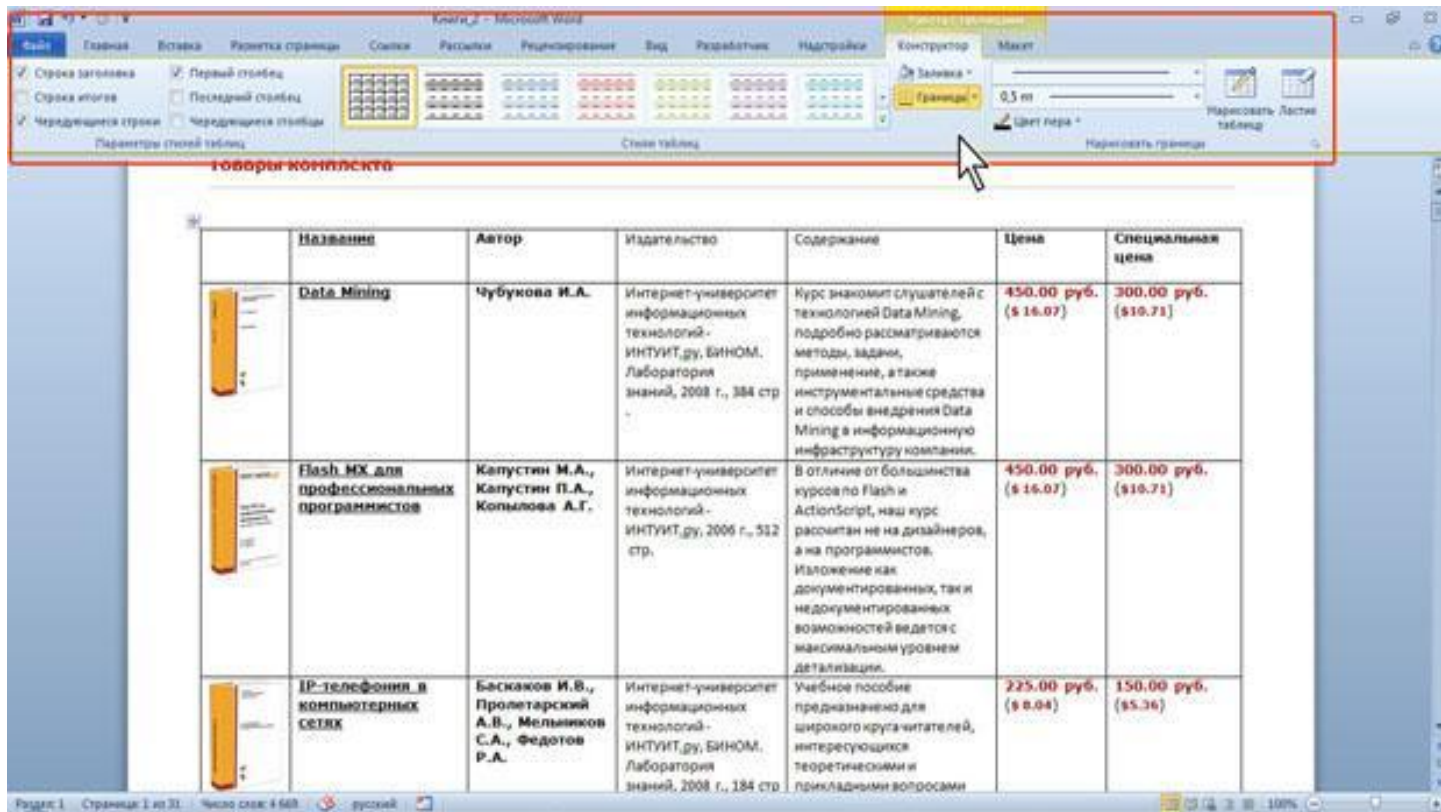 Книги_2 - Microsoft Word
Файл Главная Вставка Разметка страницы Ссылки Рассылки Рецензирование Вид Разработчик Надстройки Конструктор Макет
Строка заголовка Первый столбец
Строка итогов Последний столбец
Чередующиеся строки Чередующиеся столбцы
Параметры стилей таблиц
Стили таблиц
Заливка
Границы
0,5 пт
Цвет пера
Нарисовать таблицу
Ластик
Нарисовать границы
Товары комплекта
Название Автор Издательство Содержание Цена Специальная
цена
Data Mining
Чубукова И.А.
Интернет-университет
информационных
технологий -
ИНТУИТ.ру, БИНОМ.
Лаборатория
знаний, 2008 г., 384 стр
.
Курс знакомит слушателей с
технологией Data Mining,
подробно рассматриваются
методы, задачи,
применение, а также
инструментальные средства
и способы внедрения Data
Mining в информационную
инфраструктуру компании.
450.00 руб.
($ 16.07)
300.00 руб.
($10.71)
Flash MX для
профессиональных
программистов
Капустин М.А.,
Капустин П.А.,
Копылова А.Г.
Интернет-университет
информационных
технологий -
ИНТУИТ.ру, 2006 г., 512
стр.
В отличие от большинства
курсов по Flash и
ActionScript, наш курс
рассчитан не на дизайнеров,
а на программистов.
Изложение как
документированных, так и
недокументированных
возможностей ведется с
максимальным уровнем
детализации.
450.00 руб.
($ 16.07)
300.00 руб.
($10.71)
IP-телефония в
компьютерных
сетях
Баскаков И.В.,
Пролетарский
А.В., Мельников
С.А., Федотов
Р.А.
Интернет-университет
информационных
технологий -
ИНТУИТ.ру, БИНОМ.
Лаборатория
знаний, 2008 г., 184 стр
Учебное пособие
предназначено для
широкого круга читателей,
интересующихся
теоретическими и
прикладными вопросами
225.00 руб.
($ 8.04)
150.00 руб.
($5.36)
Раздел: 1 Страница: 1 из 31 Число слов: 4 669 русский 100%